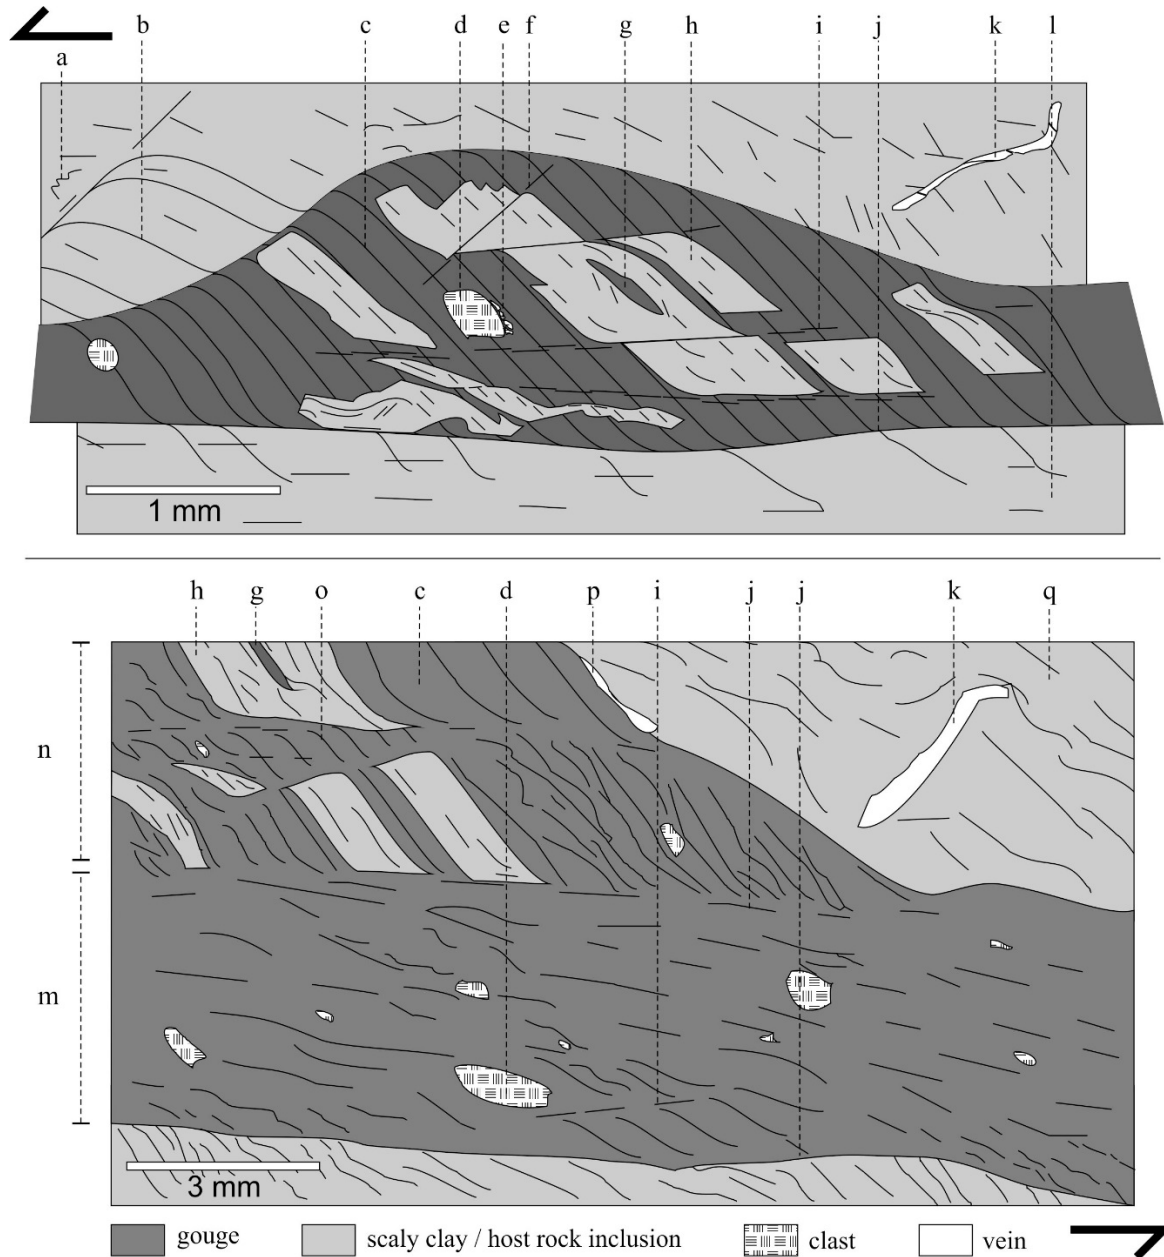 a b c d e f g h i j k l
1 mm
h g o c d p i j j k q
n
m
3 mm
gouge scaly clay / host rock inclusion clast vein